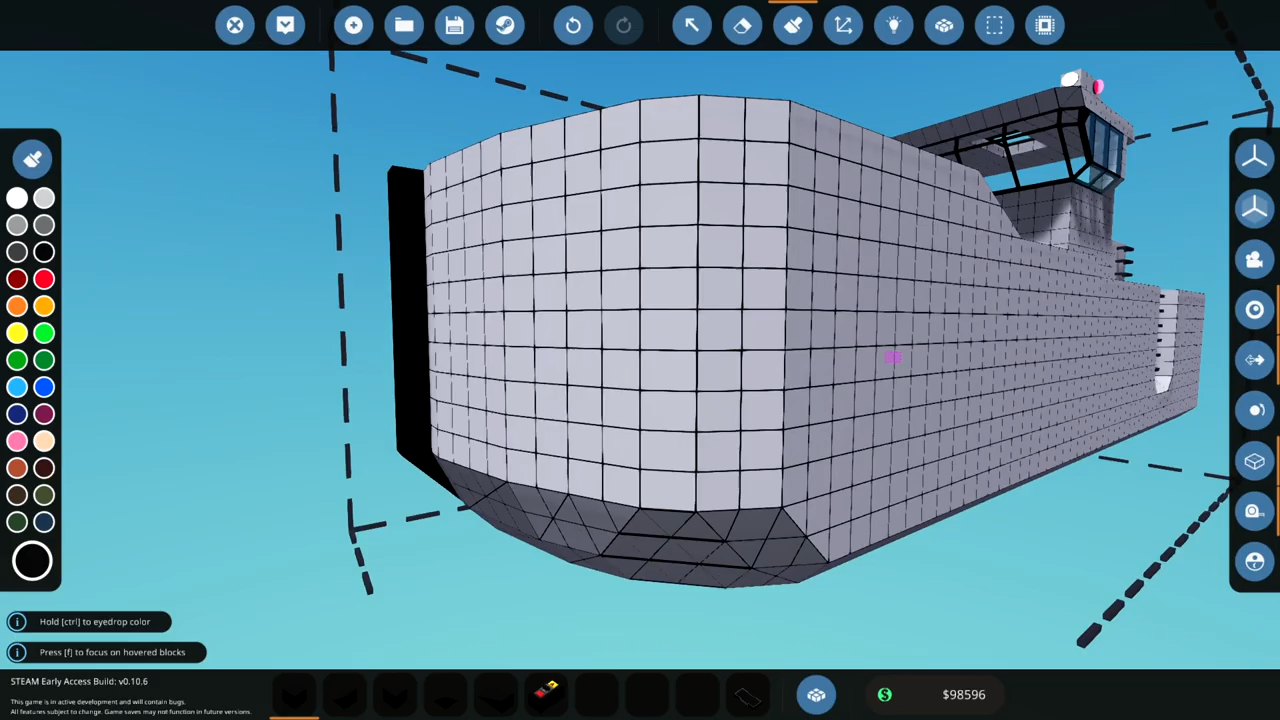 Hold [ctrl] to eyedrop color
Press [f] to focus on hovered blocks
STEAM Early Access Build: v0.10.6
This game is in active development and will contain bugs.
All features subject to change. Game saves may not function in future versions.
$98596